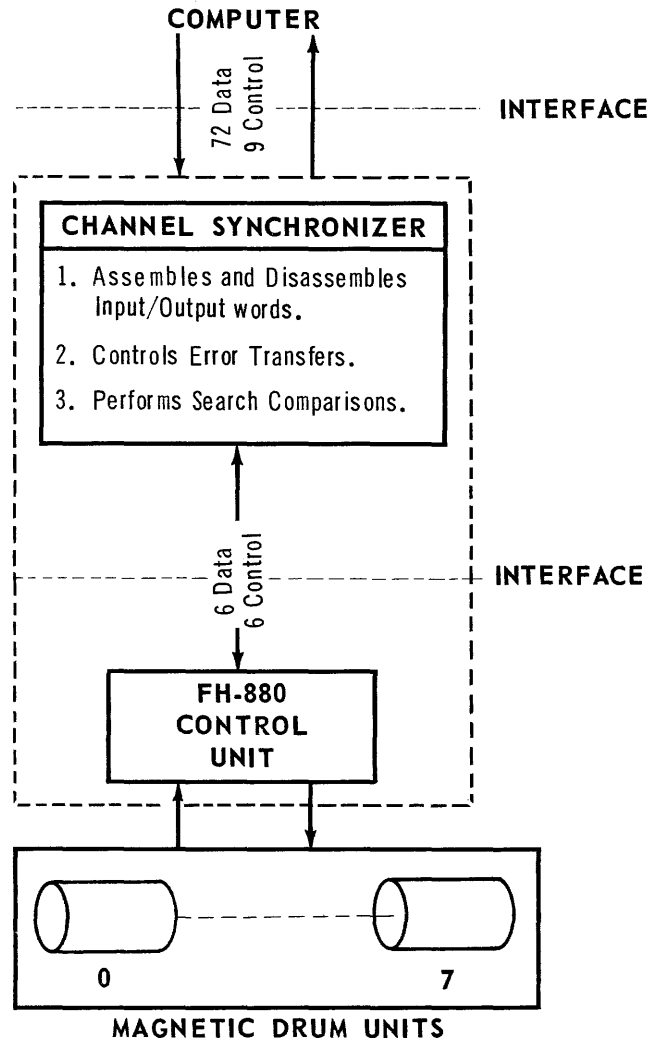 COMPUTER
72 Data
9 Control
INTERFACE
CHANNEL SYNCHRONIZER
1. Assembles and Disassembles
Input/Output words.
2. Controls Error Transfers.
3. Performs Search Comparisons.
6 Data
6 Control
INTERFACE
FH-880
CONTROL
UNIT
0 7
MAGNETIC DRUM UNITS